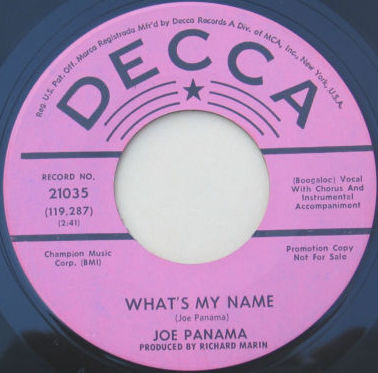 Reg. U.S. Pat. Off. Marca Registrada Mfr'd by Decca Records A Div. of MCA, Inc., New York, U.S.A.
DECCA
RECORD NO.
21035
(119,287)
(2:41)
(Boogaloo) Vocal
With Chorus And
Instrumental
Accompaniment
Champion Music
Corp. (BMI)
Promotion Copy
Not For Sale
WHAT'S MY NAME
(Joe Panama)
JOE PANAMA
PRODUCED BY RICHARD MARIN